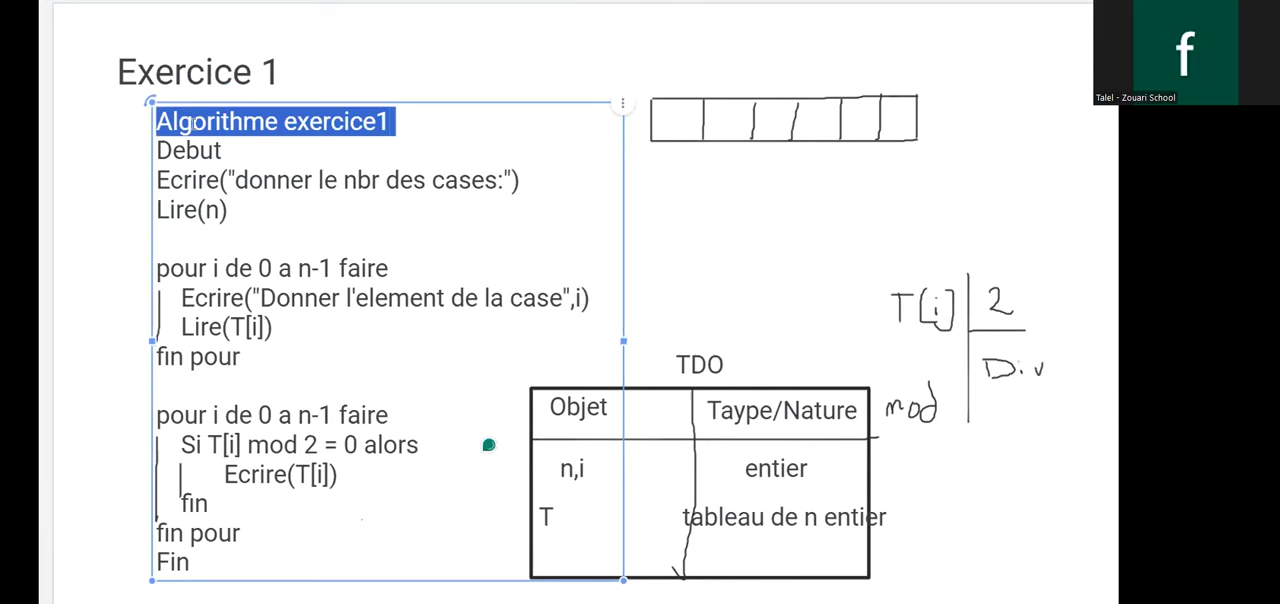 Exercice 1
Algorithme exercice1
Debut
Ecrire("donner le nbr des cases:")
Lire(n)
pour i de 0 a n-1 faire
Ecrire("Donner l'element de la case",i)
Lire(T[i])
fin pour
pour i de 0 a n-1 faire
Si T[i] mod 2 = 0 alors
Ecrire(T[i])
fin
fin pour
Fin
TDO
Objet Taype/Nature
n,i entier
T tableau de n entier
T[i] 2
mod Div
f
Talel - Zouari School